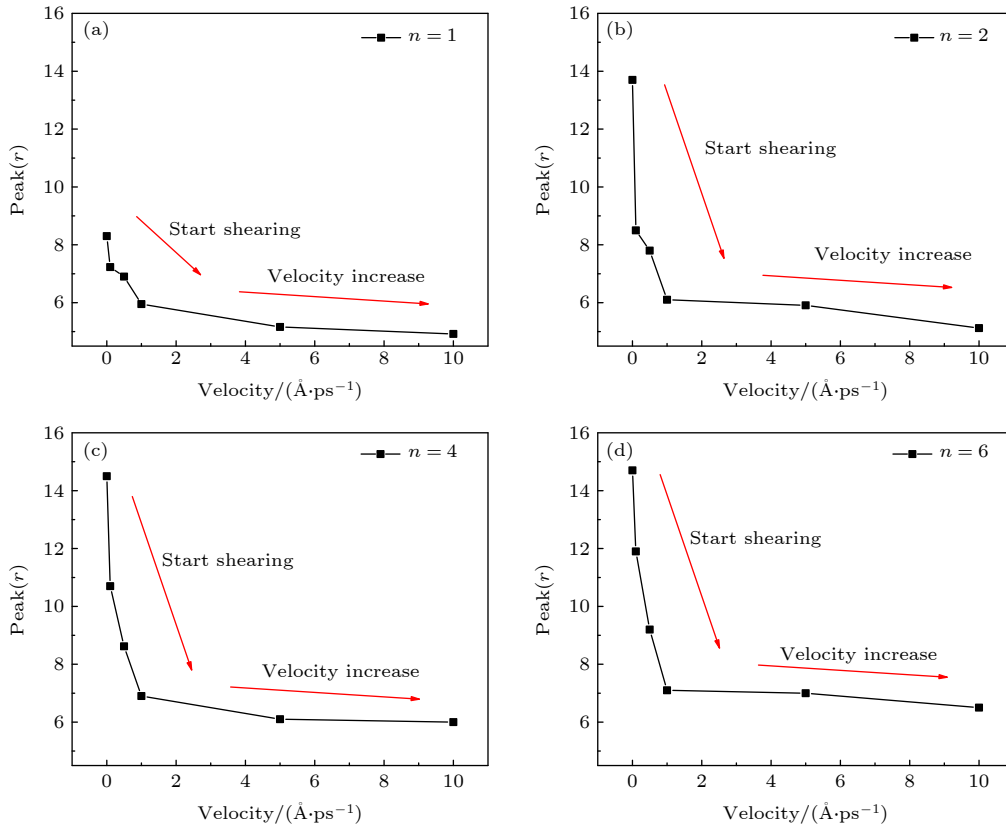 (a)
n = 1
16
14
12
10
8
6
Peak(r)
Start shearing
Velocity increase
0 2 4 6 8 10
Velocity/(Å·ps⁻¹)
(b)
n = 2
16
14
12
10
8
6
Peak(r)
Start shearing
Velocity increase
0 2 4 6 8 10
Velocity/(Å·ps⁻¹)
(c)
n = 4
16
14
12
10
8
6
Peak(r)
Start shearing
Velocity increase
0 2 4 6 8 10
Velocity/(Å·ps⁻¹)
(d)
n = 6
16
14
12
10
8
6
Peak(r)
Start shearing
Velocity increase
0 2 4 6 8 10
Velocity/(Å·ps⁻¹)